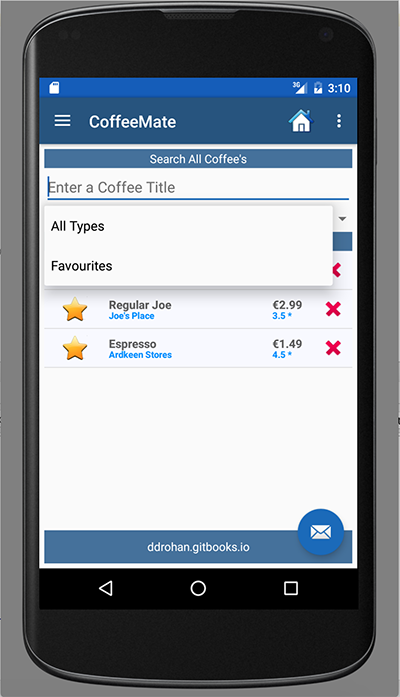 3G 3:10
CoffeeMate
Search All Coffee's
Enter a Coffee Title
All Types
Favourites
Regular Joe €2.99
Joe's Place 3.5 *
Espresso €1.49
Ardkeen Stores 4.5 *
ddrohan.gitbooks.io